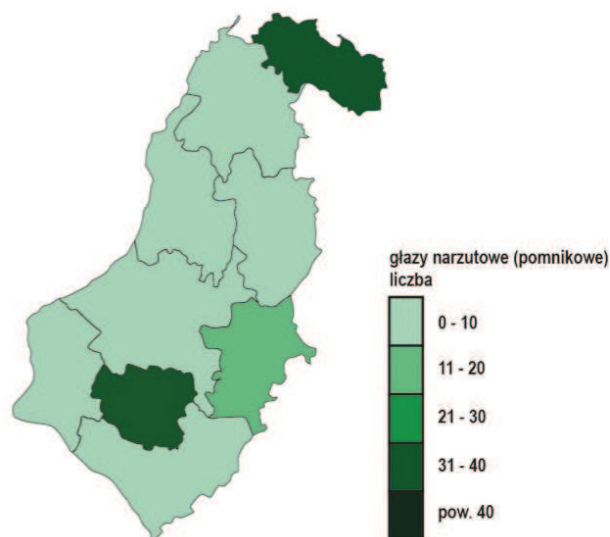 głazy narzutowe (pomnikowe)
liczba
0 - 10
11 - 20
21 - 30
31 - 40
pow. 40